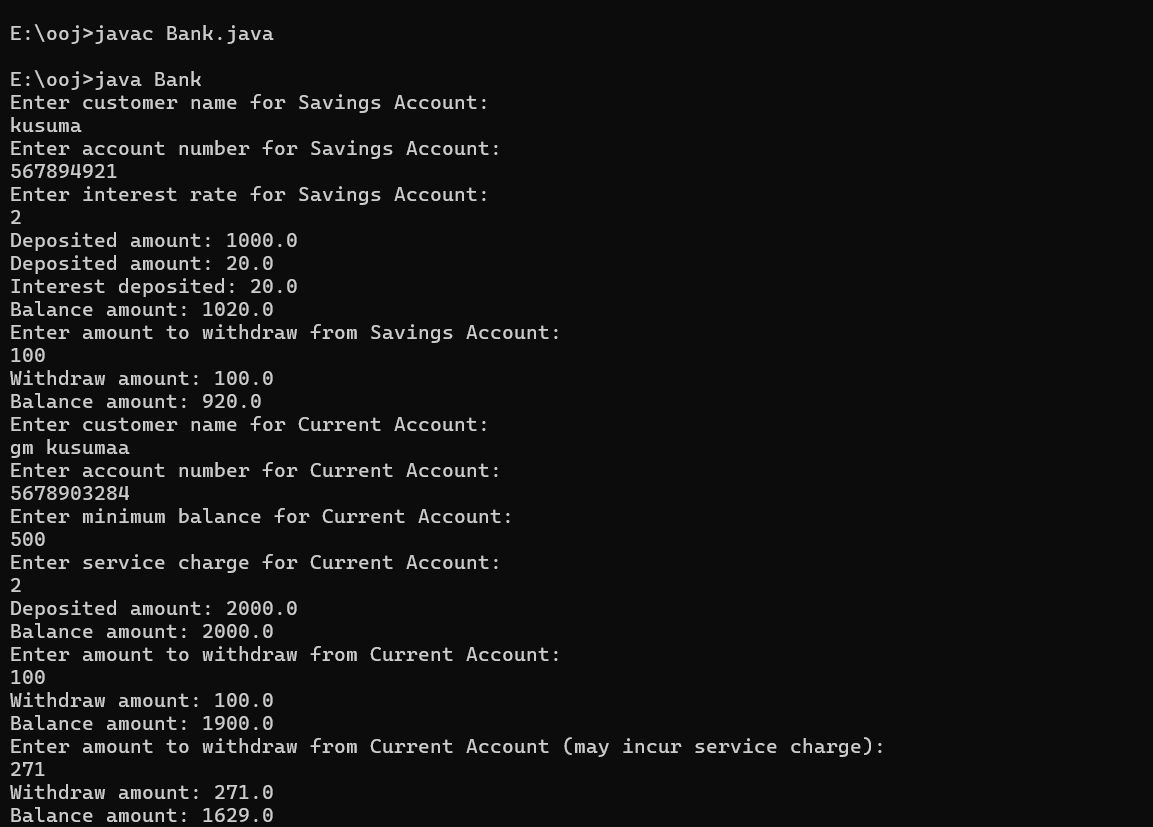 E:\ooj>javac Bank.java
E:\ooj>java Bank
Enter customer name for Savings Account:
kusuma
Enter account number for Savings Account:
567894921
Enter interest rate for Savings Account:
2
Deposited amount: 1000.0
Deposited amount: 20.0
Interest deposited: 20.0
Balance amount: 1020.0
Enter amount to withdraw from Savings Account:
100
Withdraw amount: 100.0
Balance amount: 920.0
Enter customer name for Current Account:
gm kusumaa
Enter account number for Current Account:
5678903284
Enter minimum balance for Current Account:
500
Enter service charge for Current Account:
2
Deposited amount: 2000.0
Balance amount: 2000.0
Enter amount to withdraw from Current Account:
100
Withdraw amount: 100.0
Balance amount: 1900.0
Enter amount to withdraw from Current Account (may incur service charge):
271
Withdraw amount: 271.0
Balance amount: 1629.0